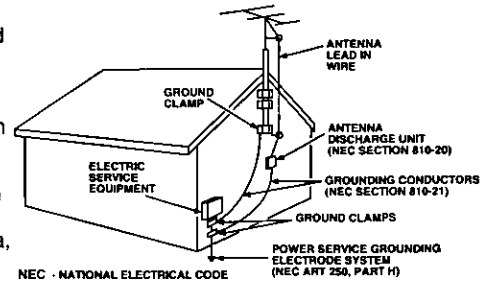 ANTENNA
LEAD IN
WIRE
GROUND
CLAMP
ANTENNA
DISCHARGE UNIT
(NEC SECTION 810-20)
ELECTRIC
SERVICE
EQUIPMENT
GROUNDING CONDUCTORS
(NEC SECTION 810-21)
GROUND CLAMPS
POWER SERVICE GROUNDING
ELECTRODE SYSTEM
(NEC ART 250, PART H)
NEC - NATIONAL ELECTRICAL CODE